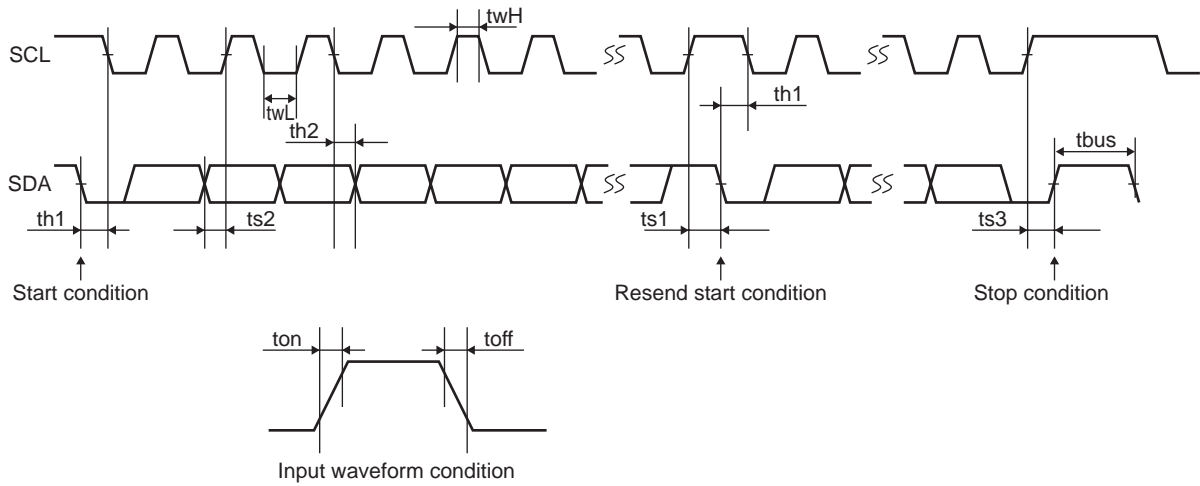 twH
SCL
twL
th1
th2
tbus
SDA
th1
ts2
ts1
ts3
Start condition
Resend start condition
Stop condition
ton
toff
Input waveform condition